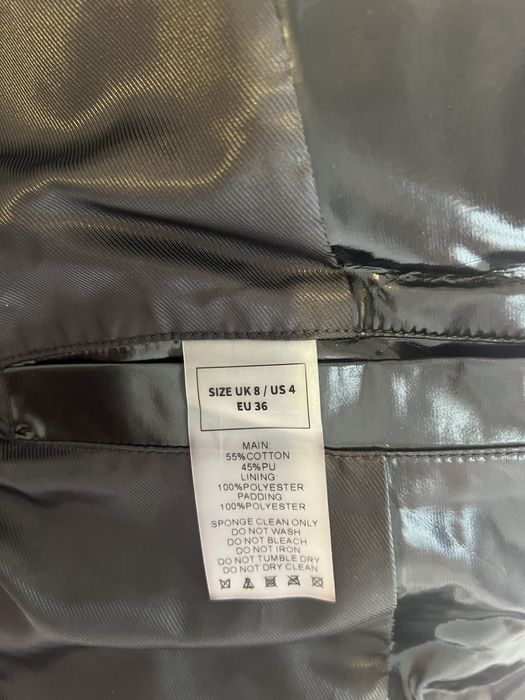 SIZE UK 8 / US 4
EU 36
MAIN:
55%COTTON
45%PU
LINING:
100%POLYESTER
PADDING:
100%POLYESTER
SPONGE CLEAN ONLY
DO NOT WASH
DO NOT BLEACH
DO NOT IRON
DO NOT TUMBLE DRY
DO NOT DRY CLEAN